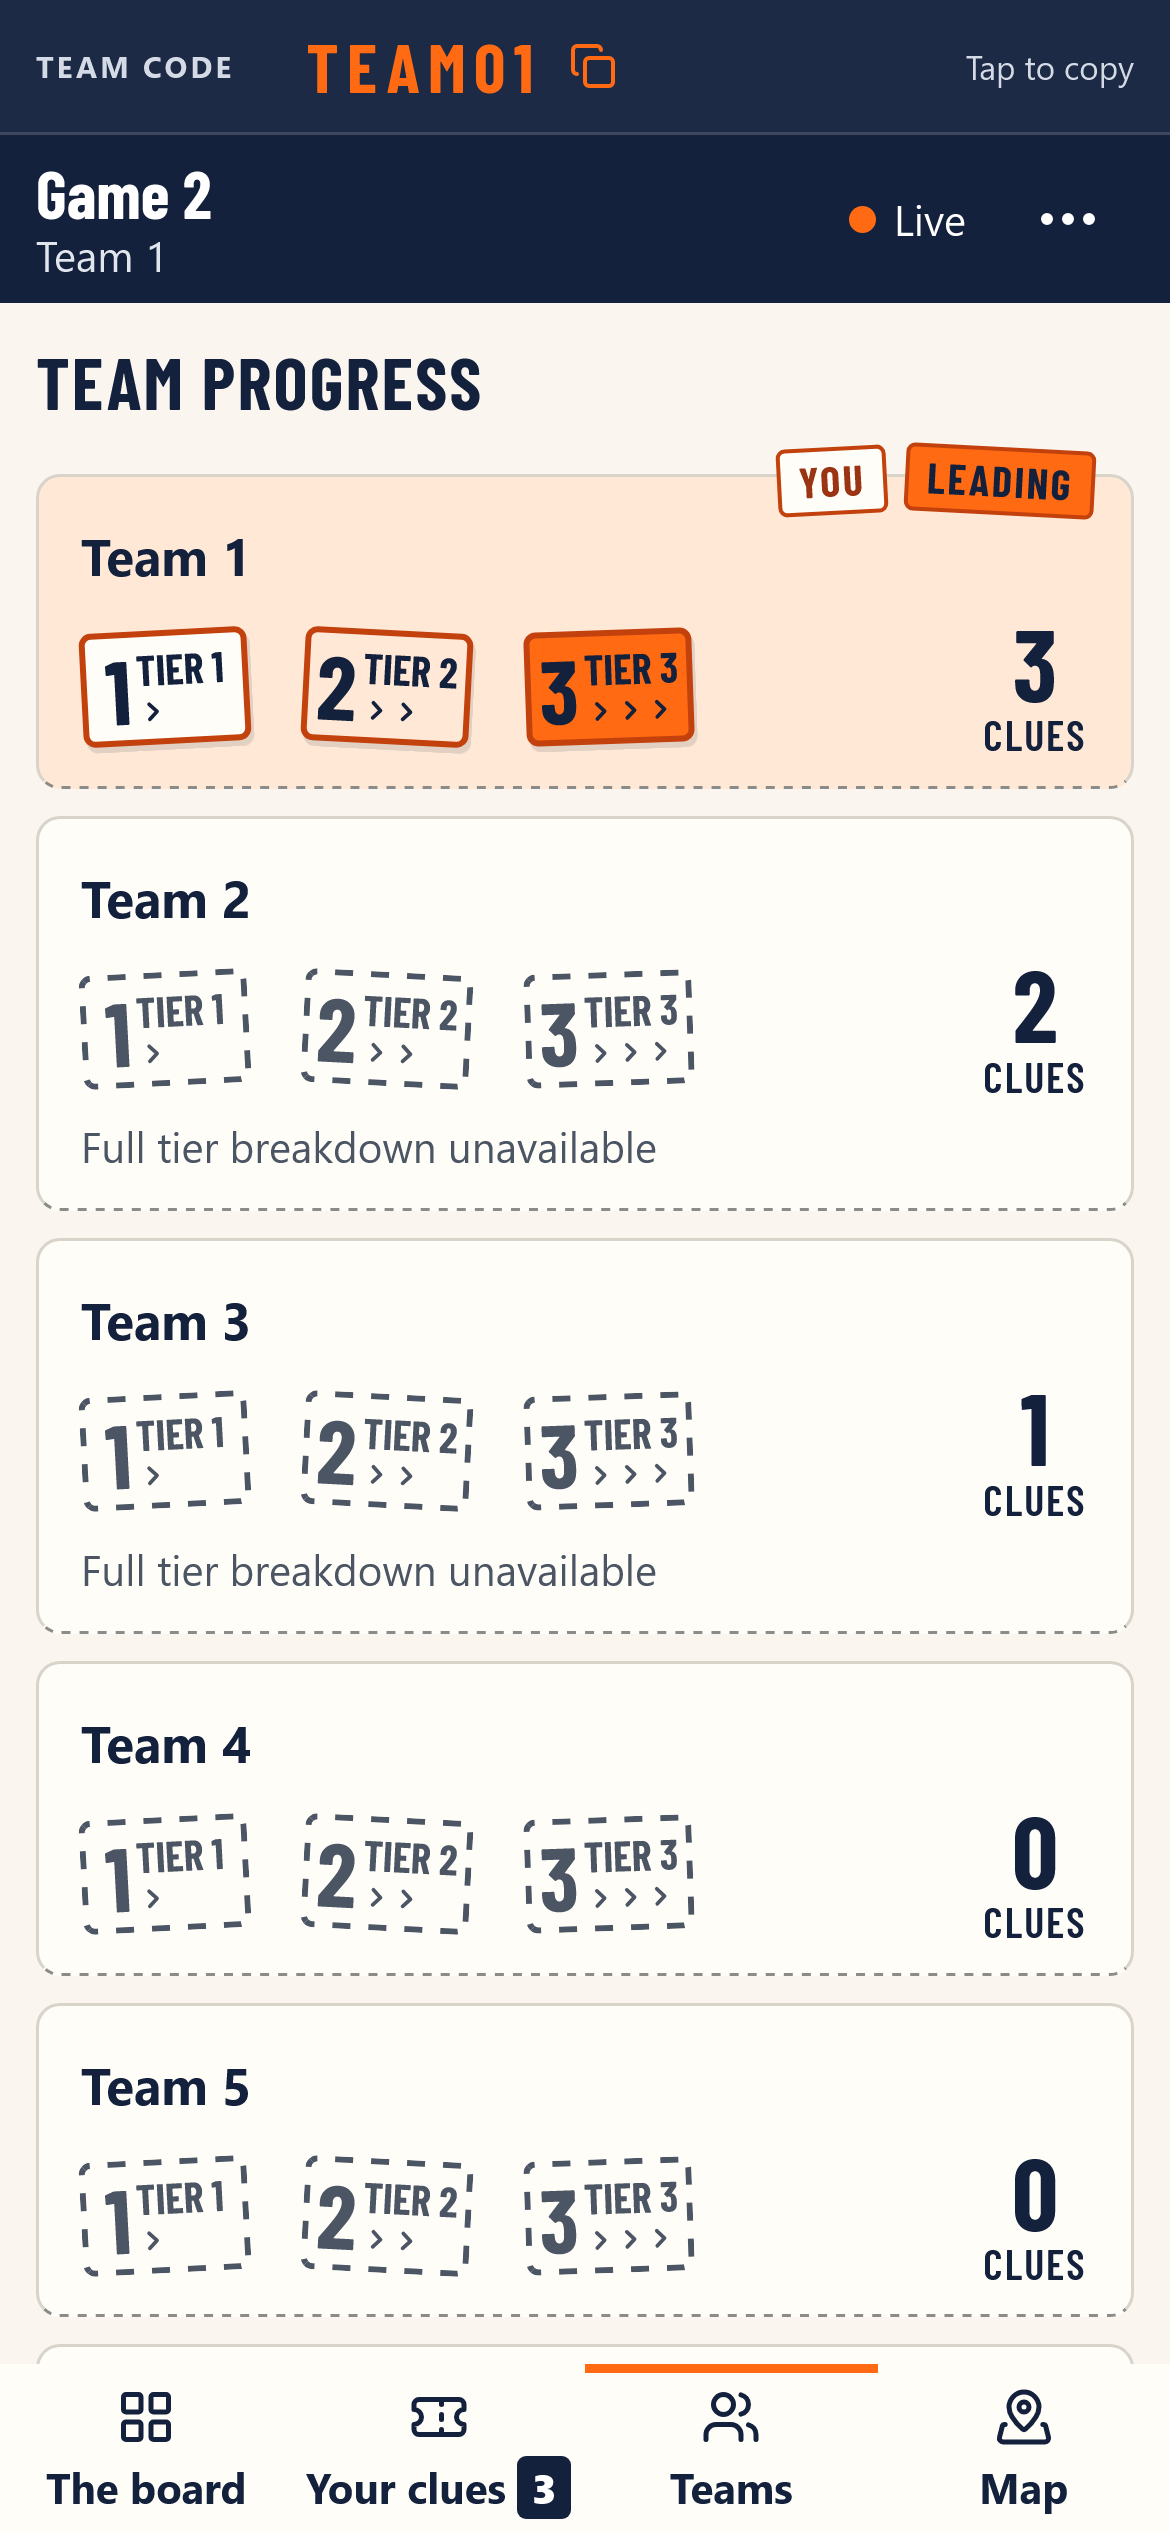 TEAM CODE TEAM01 Tap to copy
Game 2
Team 1
Live
TEAM PROGRESS
YOU LEADING
Team 1
1 TIER 1 2 TIER 2 3 TIER 3
3
CLUES
Team 2
1 TIER 1 2 TIER 2 3 TIER 3
2
CLUES
Full tier breakdown unavailable
Team 3
1 TIER 1 2 TIER 2 3 TIER 3
1
CLUES
Full tier breakdown unavailable
Team 4
1 TIER 1 2 TIER 2 3 TIER 3
0
CLUES
Team 5
1 TIER 1 2 TIER 2 3 TIER 3
0
CLUES
The board Your clues 3 Teams Map